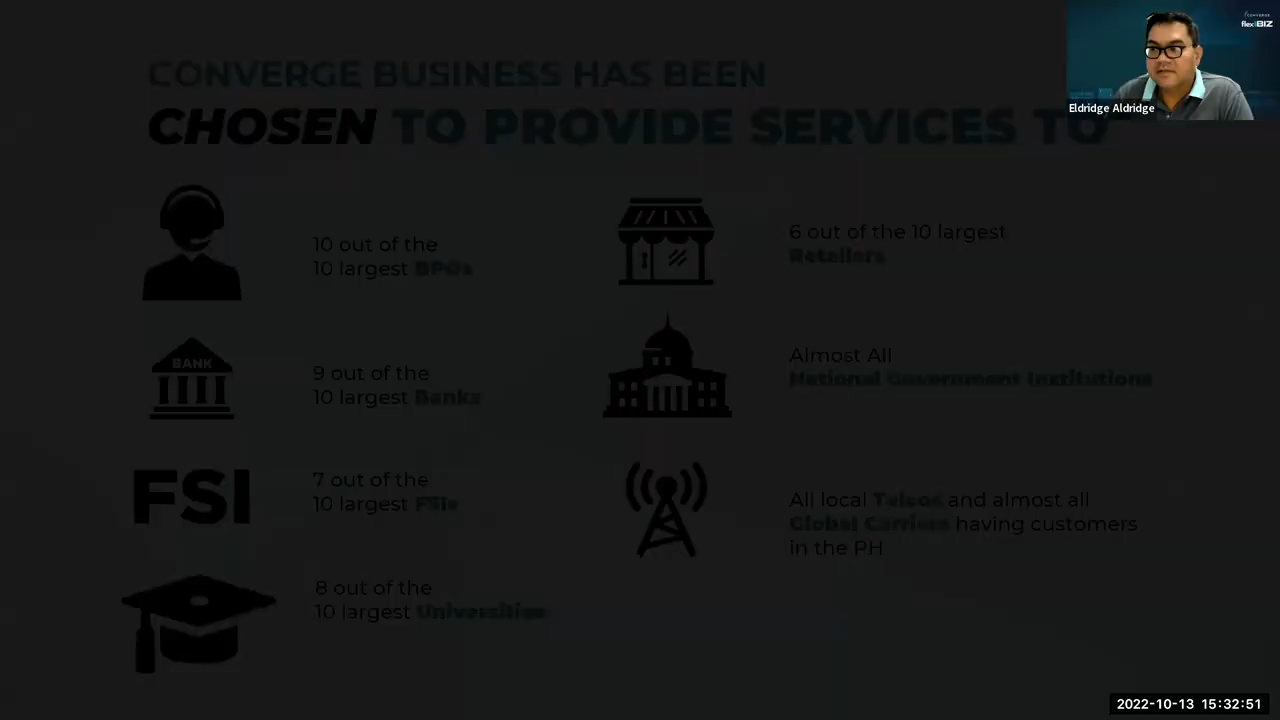 CONVERGE BUSINESS HAS BEEN
CHOSEN TO PROVIDE SERVICES TO
10 out of the
10 largest BPOs
BANK
9 out of the
10 largest Banks
FSI
7 out of the
10 largest FSIs
8 out of the
10 largest Universities
6 out of the 10 largest
Retailers
Almost All
National Government Institutions
All local Telcos and almost all
Global Carriers having customers
in the PH
CONVERGE
flexiBIZ
Eldridge Aldridge
2022-10-13 15:32:51